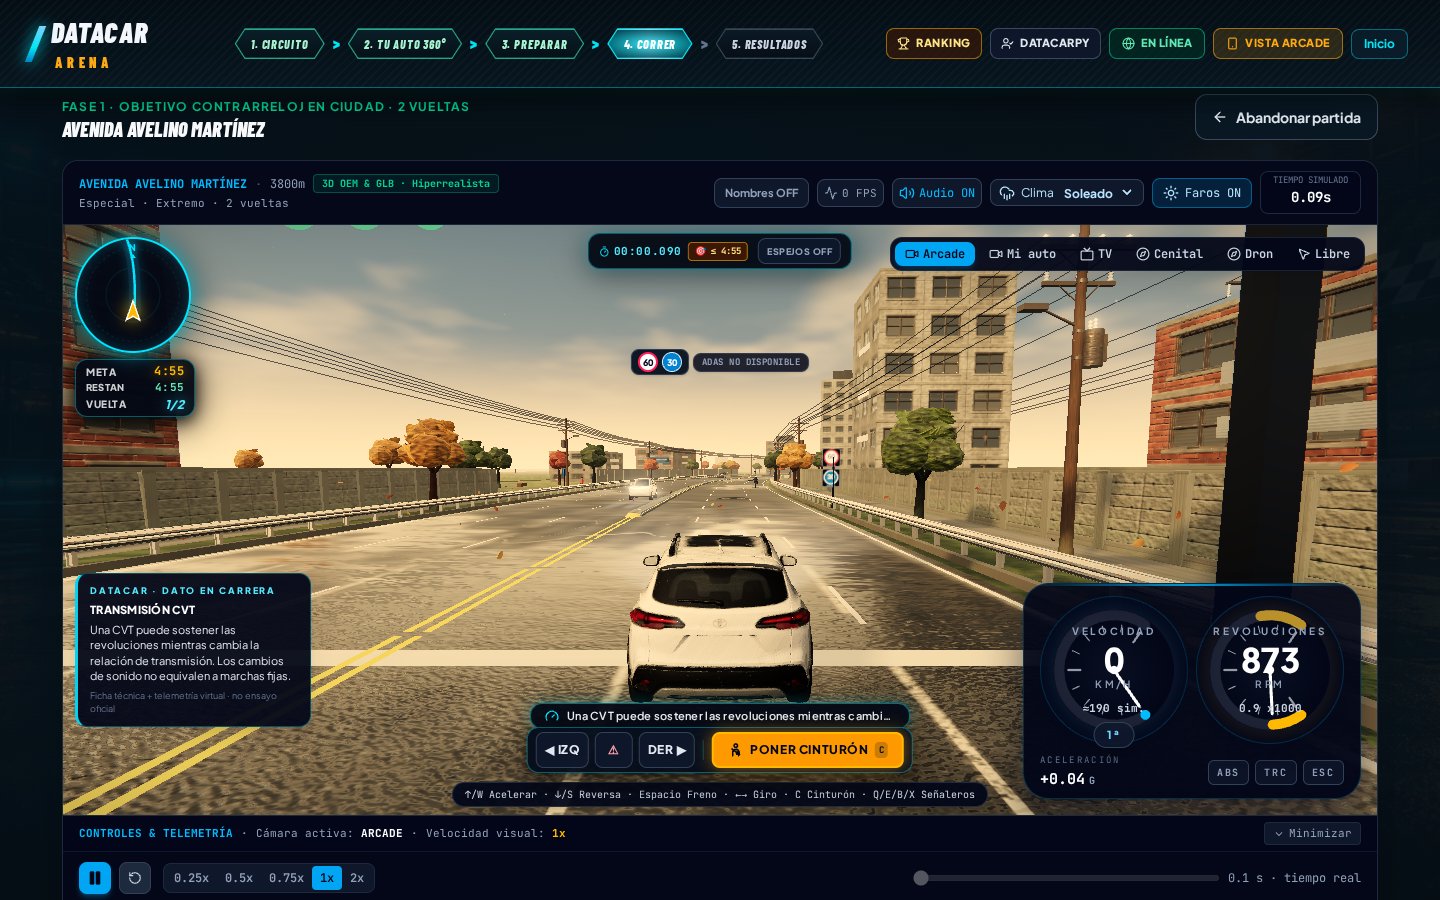 DATACAR
ARENA
1. CIRCUITO > 2. TU AUTO 360° > 3. PREPARAR > 4. CORRER > 5. RESULTADOS
RANKING
DATACARPY
EN LÍNEA
VISTA ARCADE
Inicio
FASE 1 · OBJETIVO CONTRARRELOJ EN CIUDAD · 2 VUELTAS
AVENIDA AVELINO MARTÍNEZ
← Abandonar partida
AVENIDA AVELINO MARTÍNEZ · 3800m 3D OEM & GLB · Hiperrealista
Especial · Extremo · 2 vueltas
Nombres OFF
0 FPS
Audio ON
Clima Soleado
Faros ON
TIEMPO SIMULADO
0.09s
N
00:00.090
≤ 4:55
ESPEJOS OFF
Arcade
Mi auto
TV
Cenital
Dron
Libre
META 4:55
RESTAN 4:55
VUELTA 1/2
60 30 ADAS NO DISPONIBLE
DATACAR · DATO EN CARRERA
TRANSMISIÓN CVT
Una CVT puede sostener las
revoluciones mientras cambia la
relación de transmisión. Los cambios
de sonido no equivalen a marchas fijas.
Ficha técnica + telemetría virtual · no ensayo
oficial
Una CVT puede sostener las revoluciones mientras cambi...
◀ IZQ
⚠
DER ▶
PONER CINTURÓN C
↑/W Acelerar · ↓/S Reversa · Espacio Freno · ←→ Giro · C Cinturón · Q/E/B/X Señaleros
VELOCIDAD
0
KM/H
≈190 sim.
1ª
REVOLUCIONES
873
RPM
0.9 x1000
ACELERACIÓN
+0.04 G
ABS
TRC
ESC
CONTROLES & TELEMETRÍA · Cámara activa: ARCADE · Velocidad visual: 1x
Minimizar
0.25x 0.5x 0.75x 1x 2x
0.1 s · tiempo real